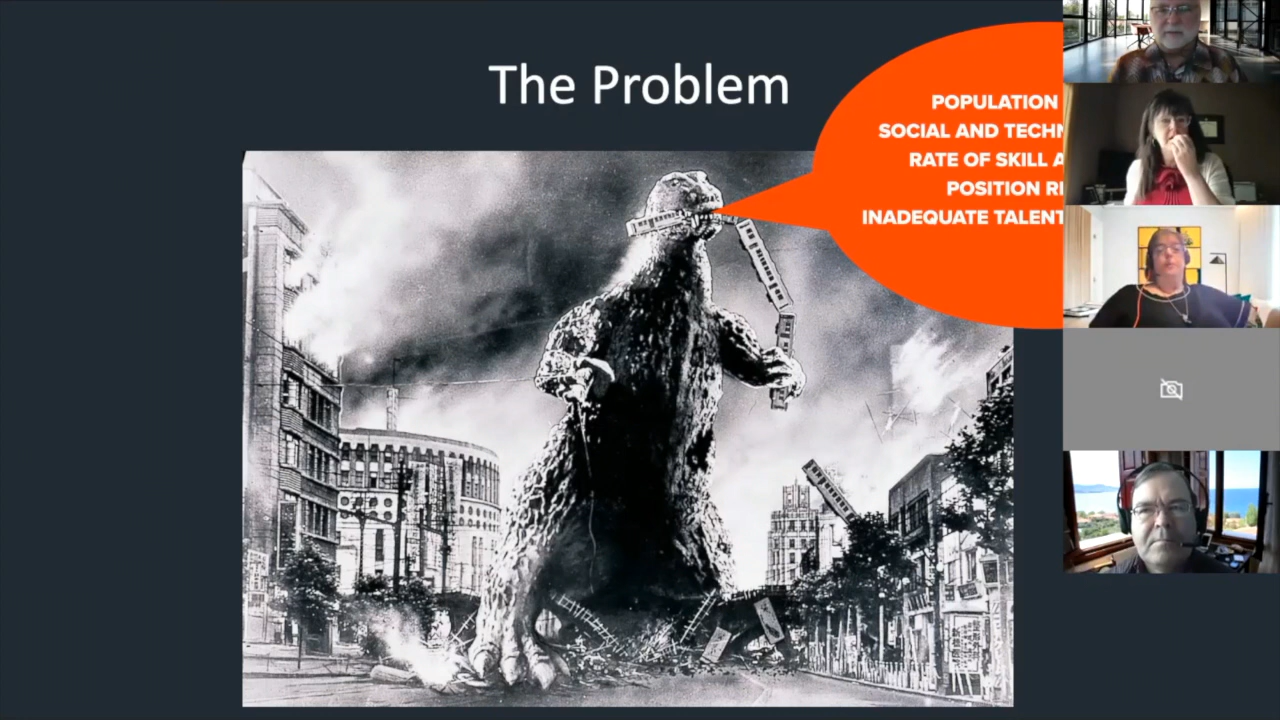 The Problem
POPULATION
SOCIAL AND TECHN
RATE OF SKILL A
POSITION R
INADEQUATE TALENT